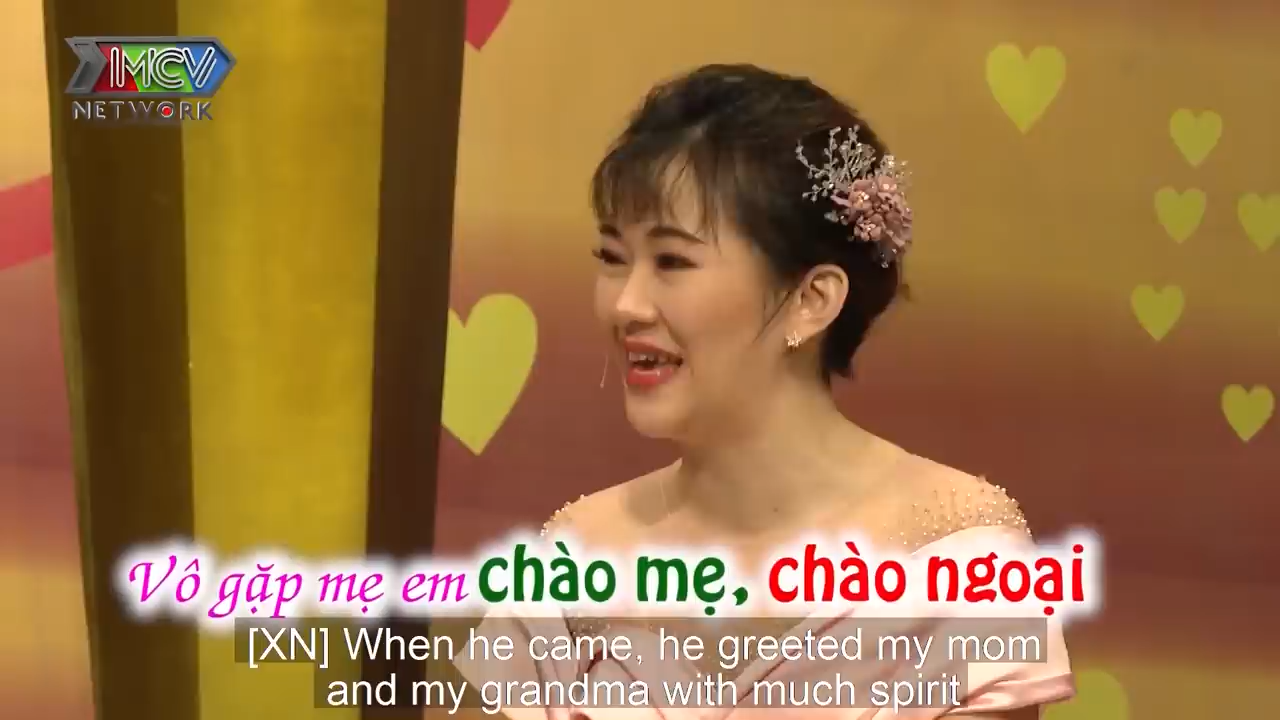 MCV
NETWORK
Vô gặp mẹ em chào mẹ, chào ngoại
[XN] When he came, he greeted my mom
and my grandma with much spirit